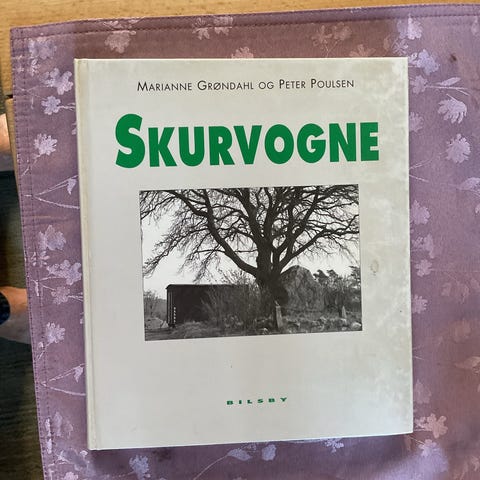 MARIANNE GRØNDAHL OG PETER POULSEN
SKURVOGNE
BILSBY